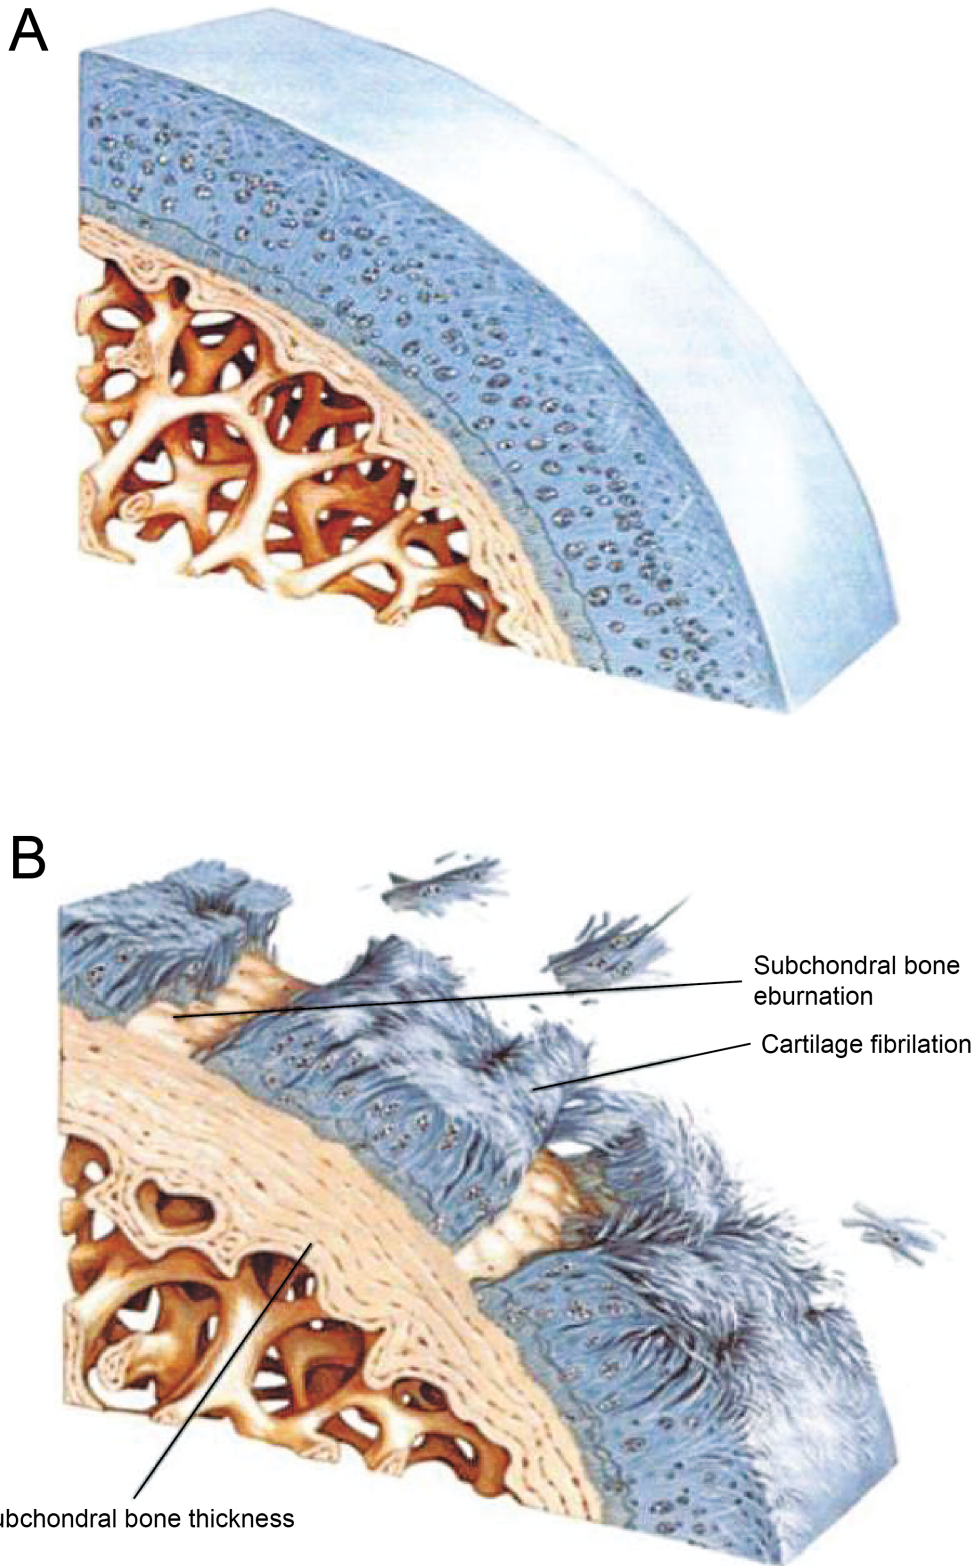 A
B
Subchondral bone
eburnation
Cartilage fibrilation
ubchondral bone thickness